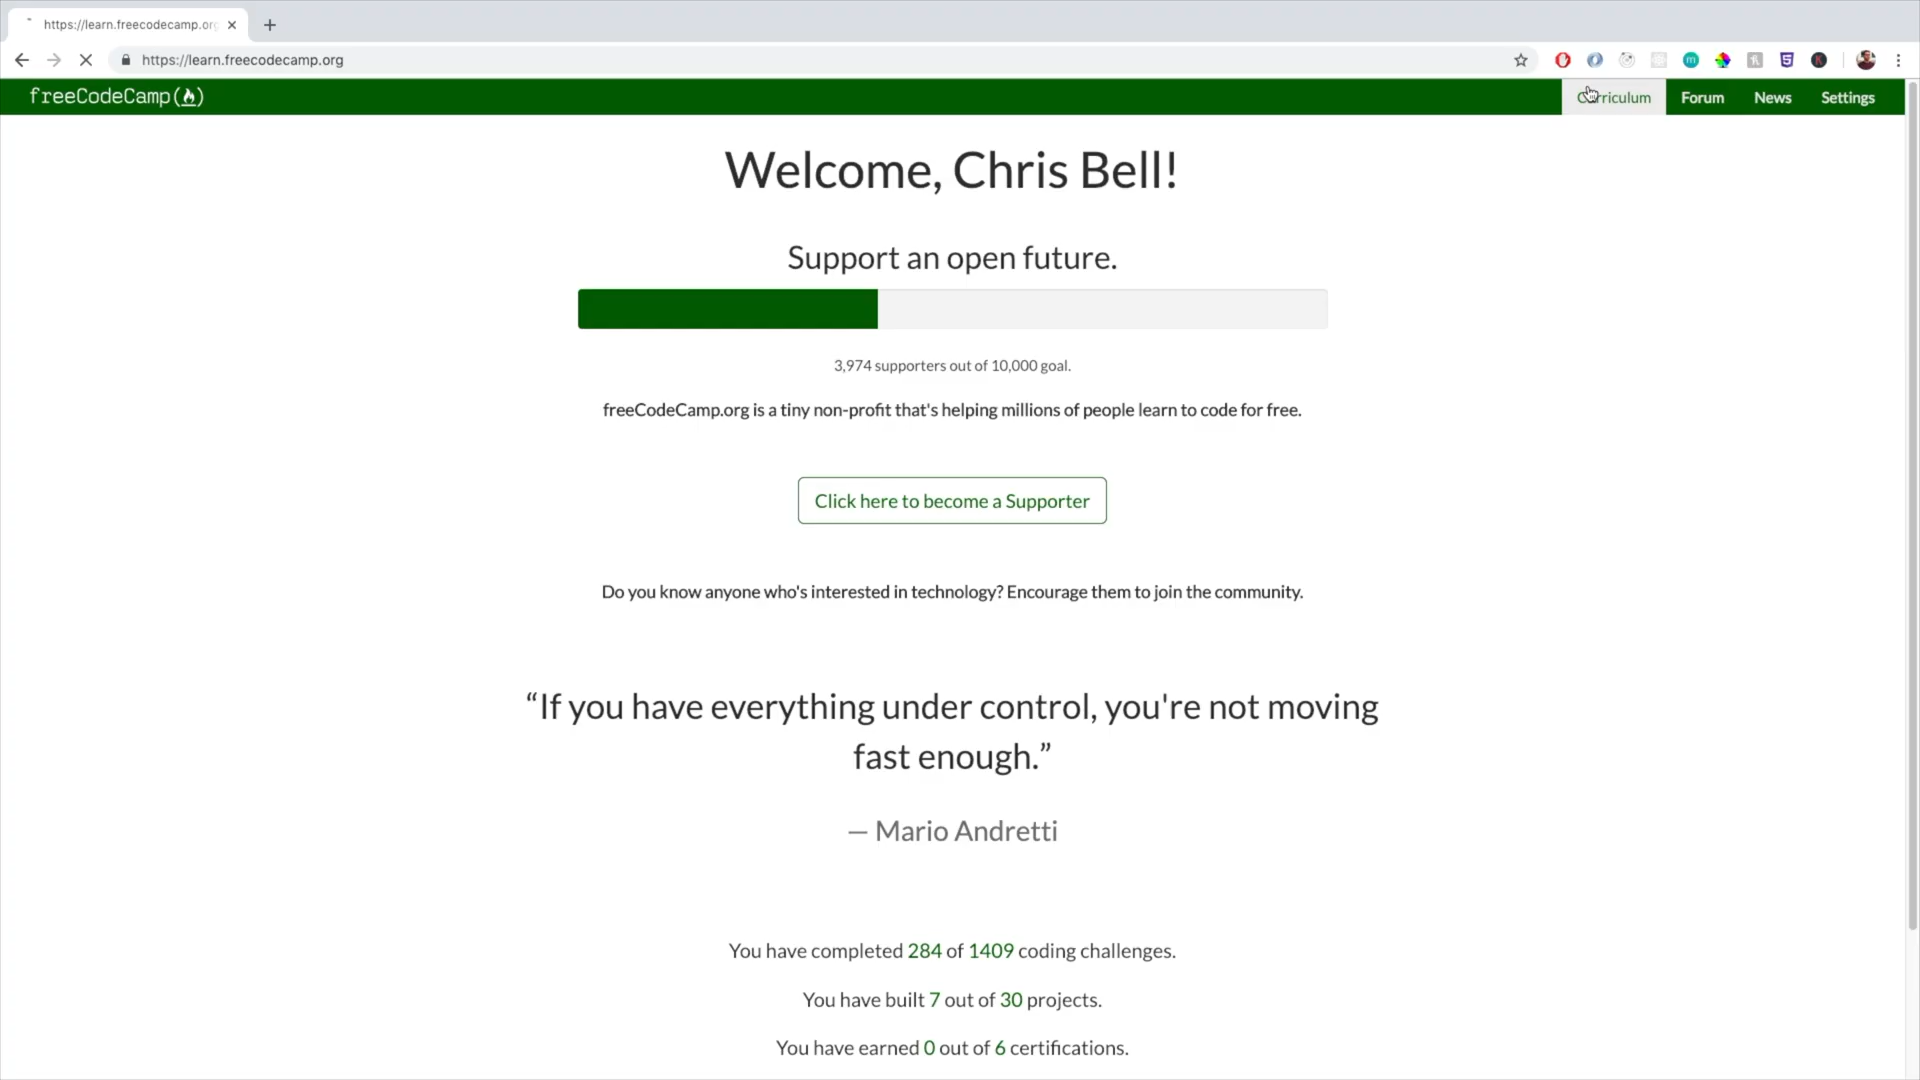 https://learn.freecodecamp.org
https://learn.freecodecamp.org
freeCodeCamp
Curriculum Forum News Settings
Welcome, Chris Bell!
Support an open future.
3,974 supporters out of 10,000 goal.
freeCodeCamp.org is a tiny non-profit that's helping millions of people learn to code for free.
Click here to become a Supporter
Do you know anyone who's interested in technology? Encourage them to join the community.
“If you have everything under control, you're not moving
fast enough.”
— Mario Andretti
You have completed 284 of 1409 coding challenges.
You have built 7 out of 30 projects.
You have earned 0 out of 6 certifications.